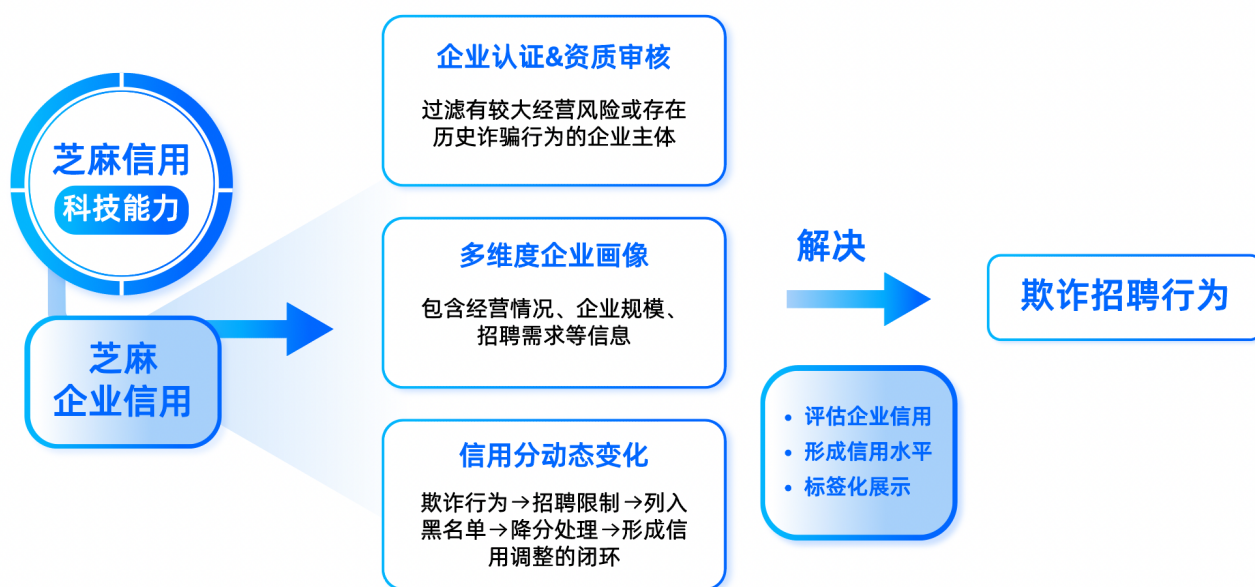 芝麻信用
科技能力
芝麻
企业信用
企业认证&资质审核
过滤有较大经营风险或存在
历史诈骗行为的企业主体
多维度企业画像
包含经营情况、企业规模、
招聘需求等信息
信用分动态变化
欺诈行为→招聘限制→列入
黑名单→降分处理→形成信
用调整的闭环
解决
• 评估企业信用
• 形成信用水平
• 标签化展示
欺诈招聘行为